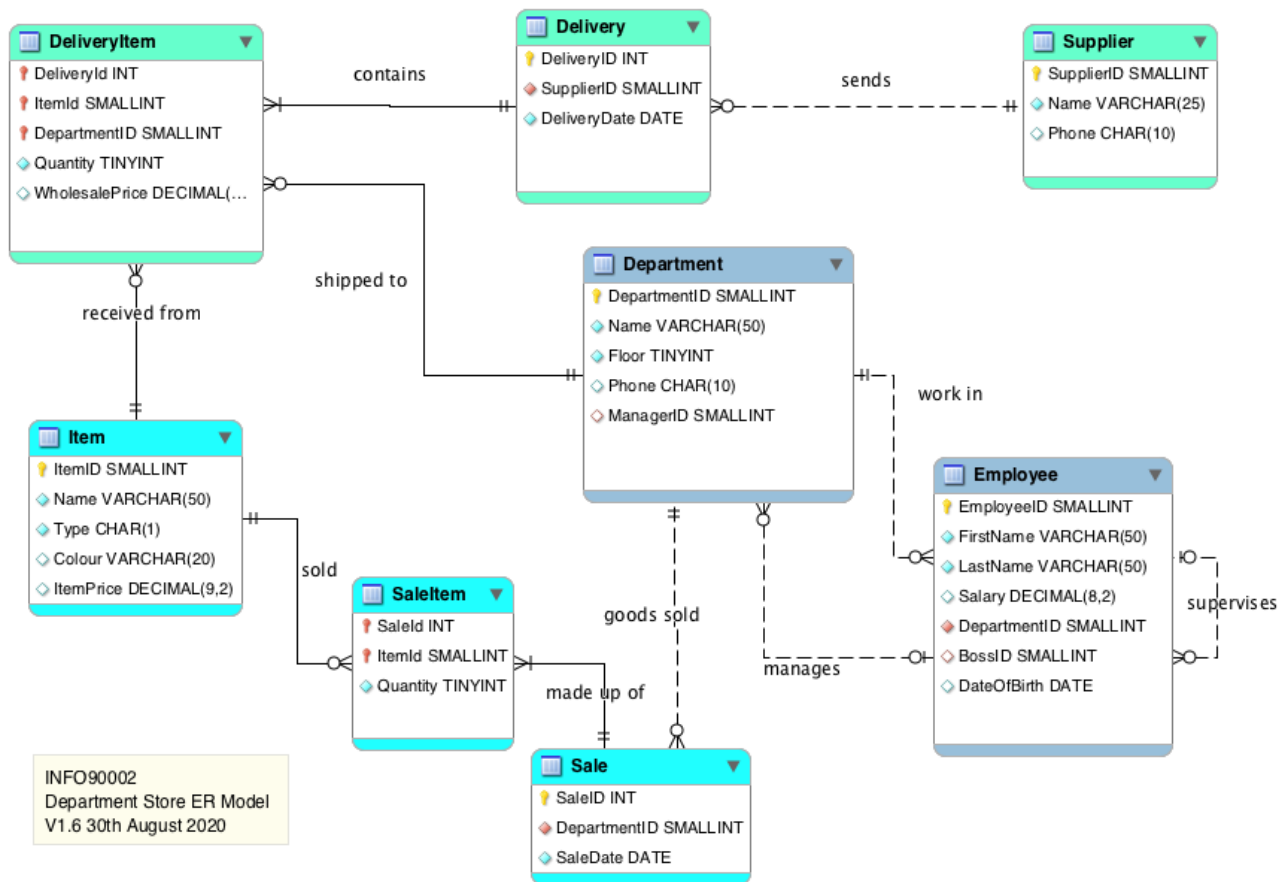 DeliveryItem
DeliveryId INT
ItemId SMALLINT
DepartmentID SMALLINT
Quantity TINYINT
WholesalePrice DECIMAL(...
contains
Delivery
DeliveryID INT
SupplierID SMALLINT
DeliveryDate DATE
sends
Supplier
SupplierID SMALLINT
Name VARCHAR(25)
Phone CHAR(10)
shipped to
received from
Department
DepartmentID SMALLINT
Name VARCHAR(50)
Floor TINYINT
Phone CHAR(10)
ManagerID SMALLINT
work in
Item
ItemID SMALLINT
Name VARCHAR(50)
Type CHAR(1)
Colour VARCHAR(20)
ItemPrice DECIMAL(9,2)
sold
Employee
EmployeeID SMALLINT
FirstName VARCHAR(50)
LastName VARCHAR(50)
Salary DECIMAL(8,2)
DepartmentID SMALLINT
BossID SMALLINT
DateOfBirth DATE
supervises
manages
goods sold
SaleItem
SaleId INT
ItemId SMALLINT
Quantity TINYINT
made up of
Sale
SaleID INT
DepartmentID SMALLINT
SaleDate DATE
INFO90002
Department Store ER Model
V1.6 30th August 2020